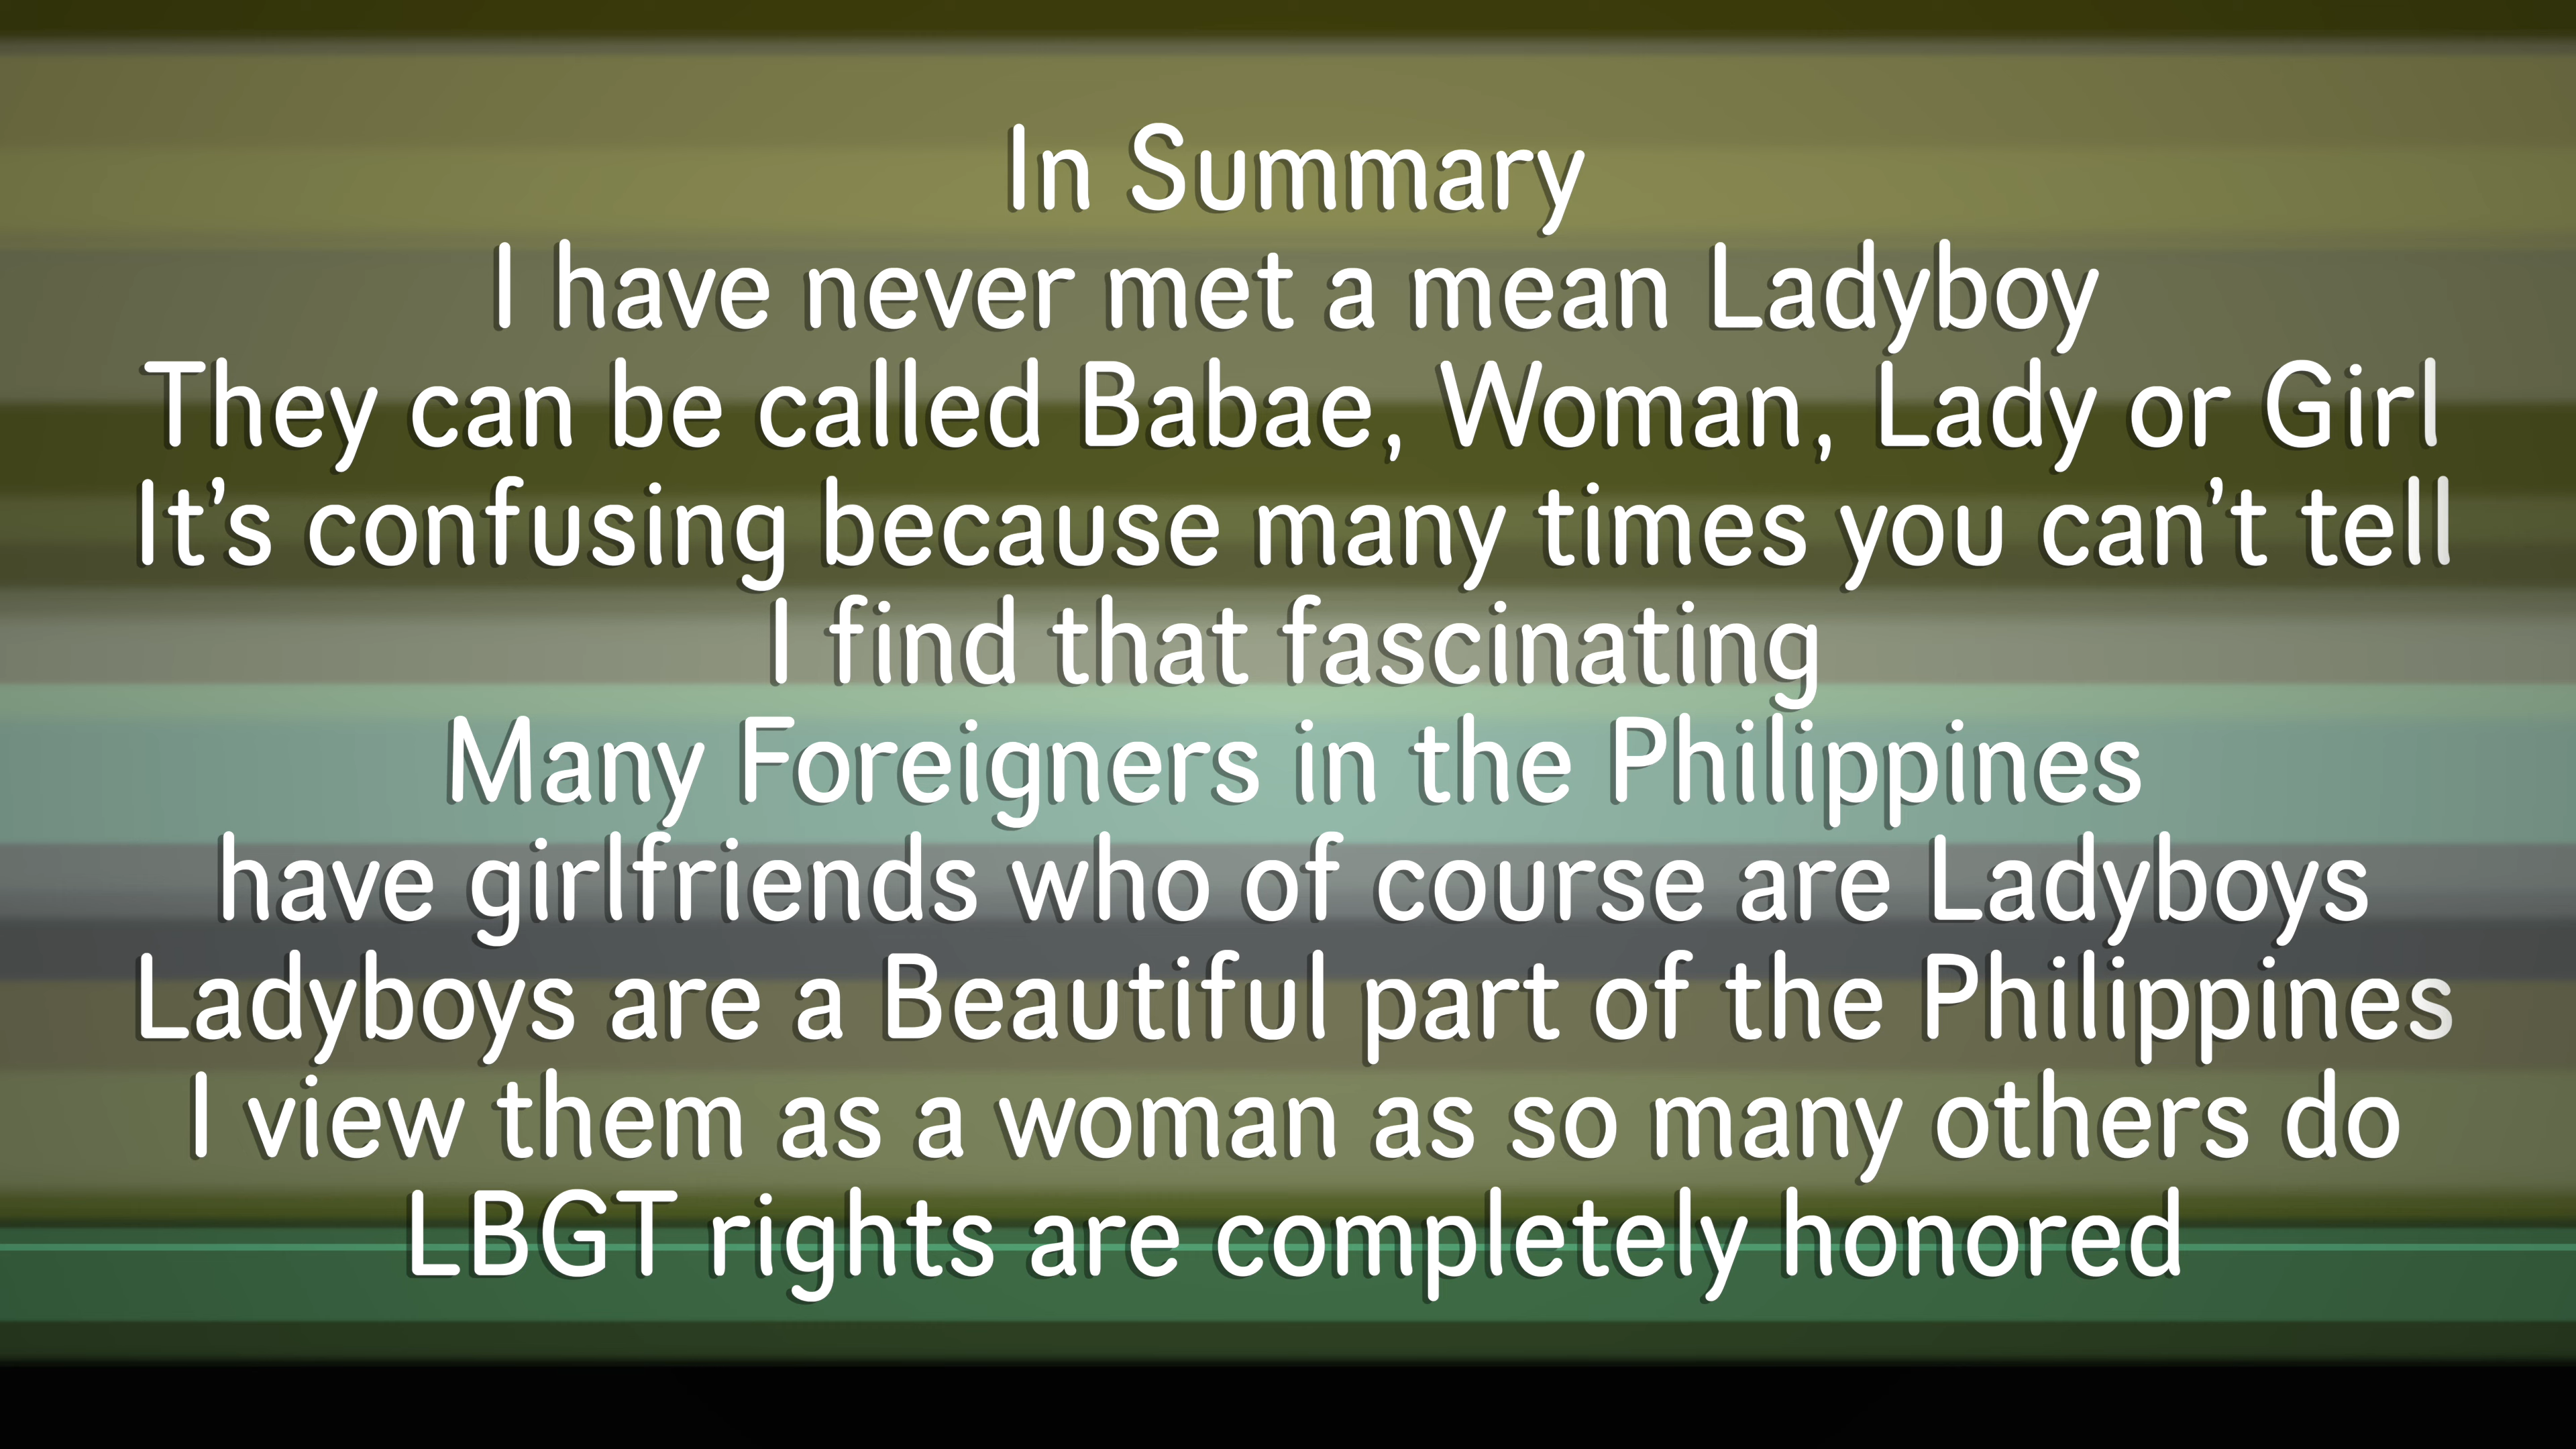 In Summary
I have never met a mean Ladyboy
They can be called Babae, Woman, Lady or Girl
It's confusing because many times you can't tell
I find that fascinating
Many Foreigners in the Philippines
have girlfriends who of course are Ladyboys
Ladyboys are a Beautiful part of the Philippines
I view them as a woman as so many others do
LBGT rights are completely honored